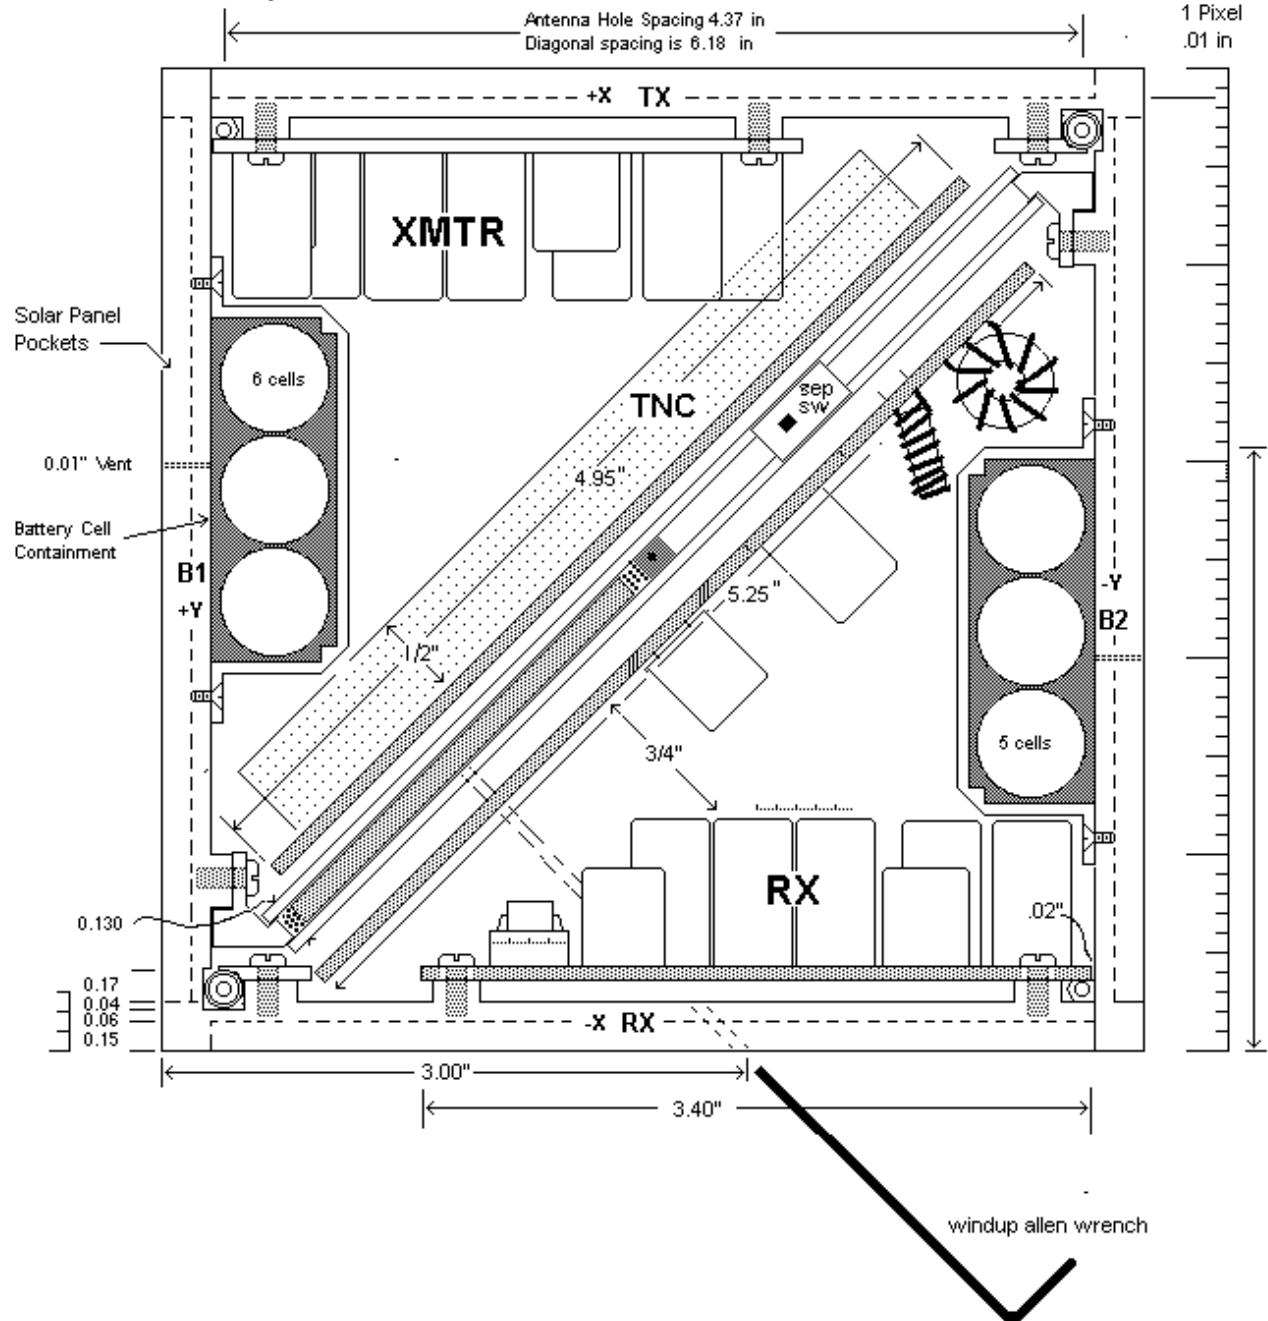 Antenna Hole Spacing 4.37 in
Diagonal spacing is 6.18 in
1 Pixel
.01 in
+X TX
XMTR
Solar Panel
Pockets
6 cells
sep
sw
TNC
4.95"
0.01" Vent
Battery Cell
Containment
B1
+Y
-Y
B2
5.25"
1/2"
3/4"
5 cells
RX
.02"
0.130
0.17
0.04
0.06
0.15
-X RX
3.00"
3.40"
windup allen wrench